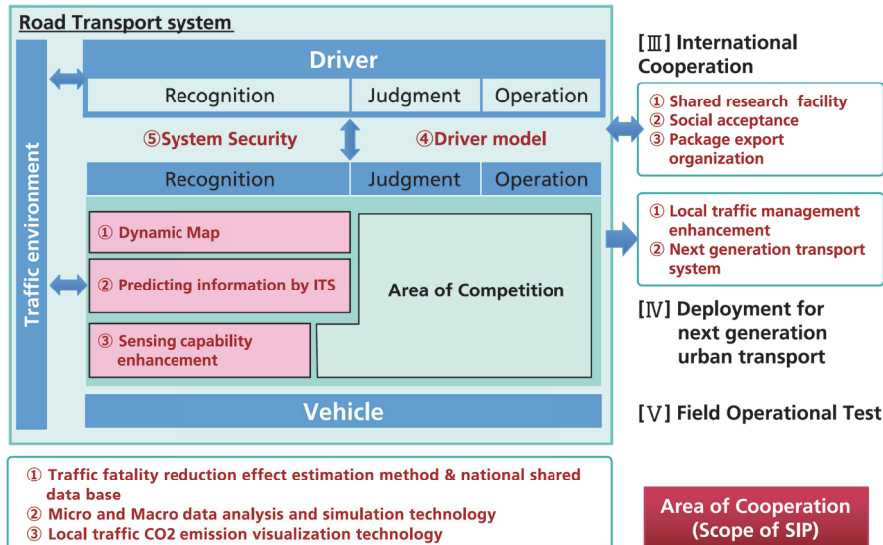 Road Transport system
Driver
Recognition
Judgment
Operation
⑤System Security
④Driver model
Recognition
Judgment
Operation
Traffic environment
① Dynamic Map
② Predicting information by ITS
③ Sensing capability
enhancement
Area of Competition
Vehicle
[Ⅲ] International
Cooperation
① Shared research facility
② Social acceptance
③ Package export
organization
① Local traffic management
enhancement
② Next generation transport
system
[Ⅳ] Deployment for
next generation
urban transport
[Ⅴ] Field Operational Test
① Traffic fatality reduction effect estimation method & national shared
data base
② Micro and Macro data analysis and simulation technology
③ Local traffic CO2 emission visualization technology
Area of Cooperation
(Scope of SIP)